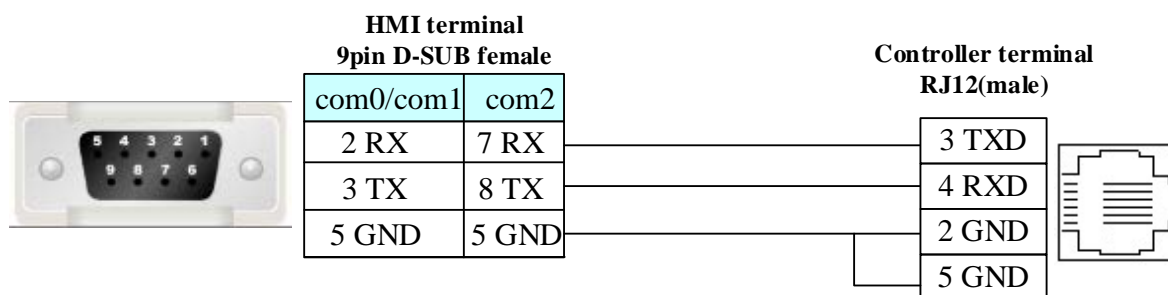 HMI terminal
9pin D-SUB female
Controller terminal
RJ12(male)
com0/com1 com2
2 RX 7 RX
3 TX 8 TX
5 GND 5 GND
3 TXD
4 RXD
2 GND
5 GND
5 4 3 2 1
9 8 7 6